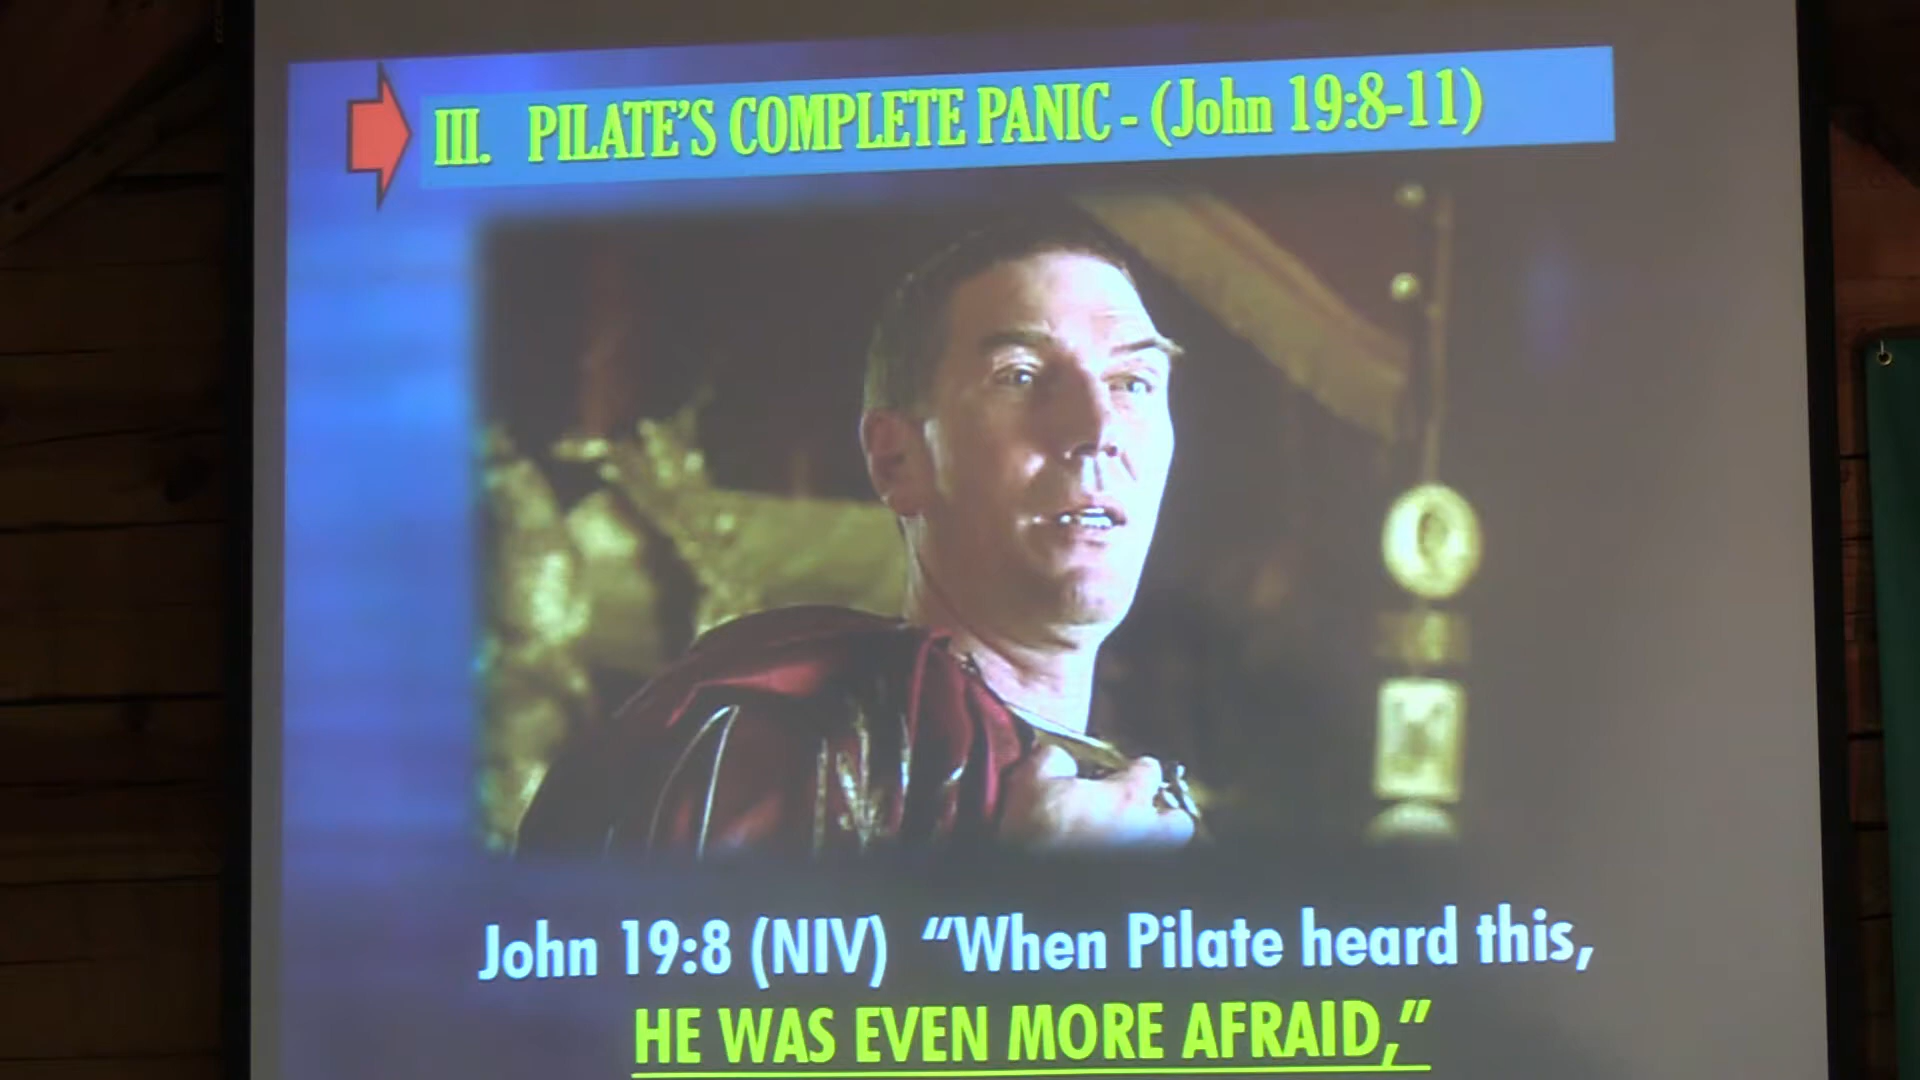 III. PILATE'S COMPLETE PANIC - (John 19:8-11)
John 19:8 (NIV) “When Pilate heard this,
HE WAS EVEN MORE AFRAID,”